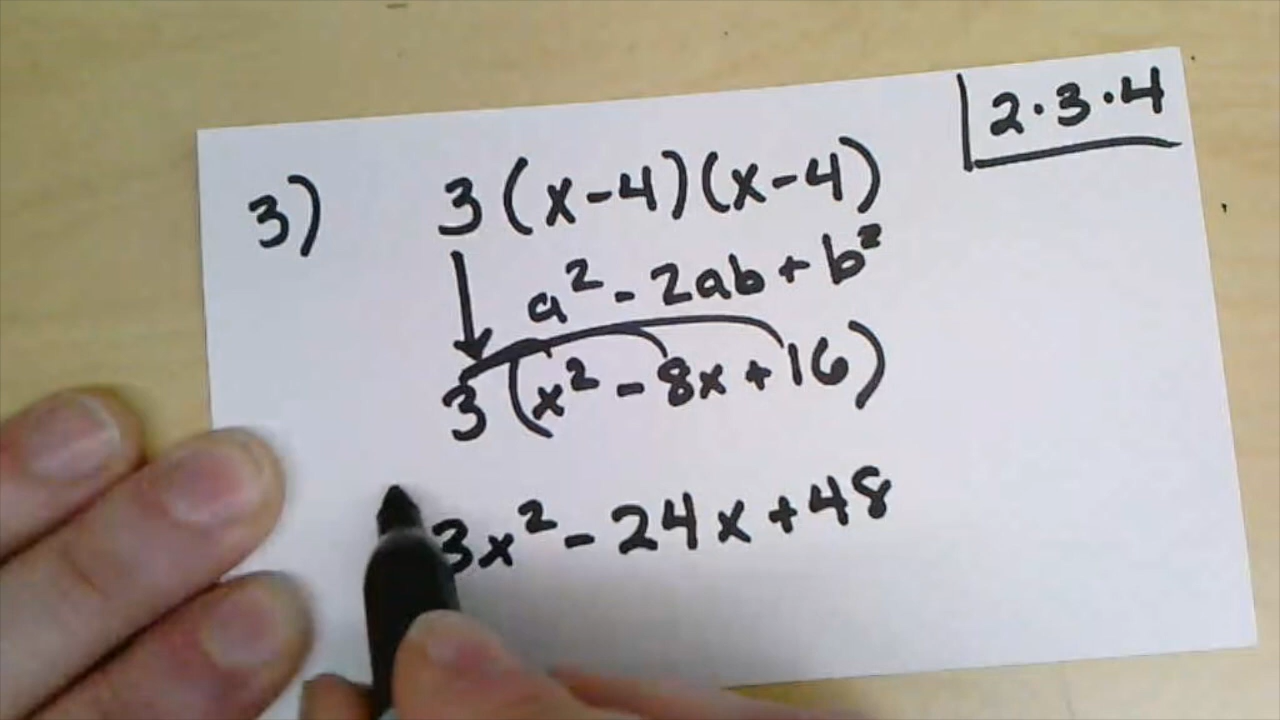 2·3·4
3) 3(x-4)(x-4)
a² - 2ab + b²
3(x² - 8x + 16)
3x² - 24x + 48